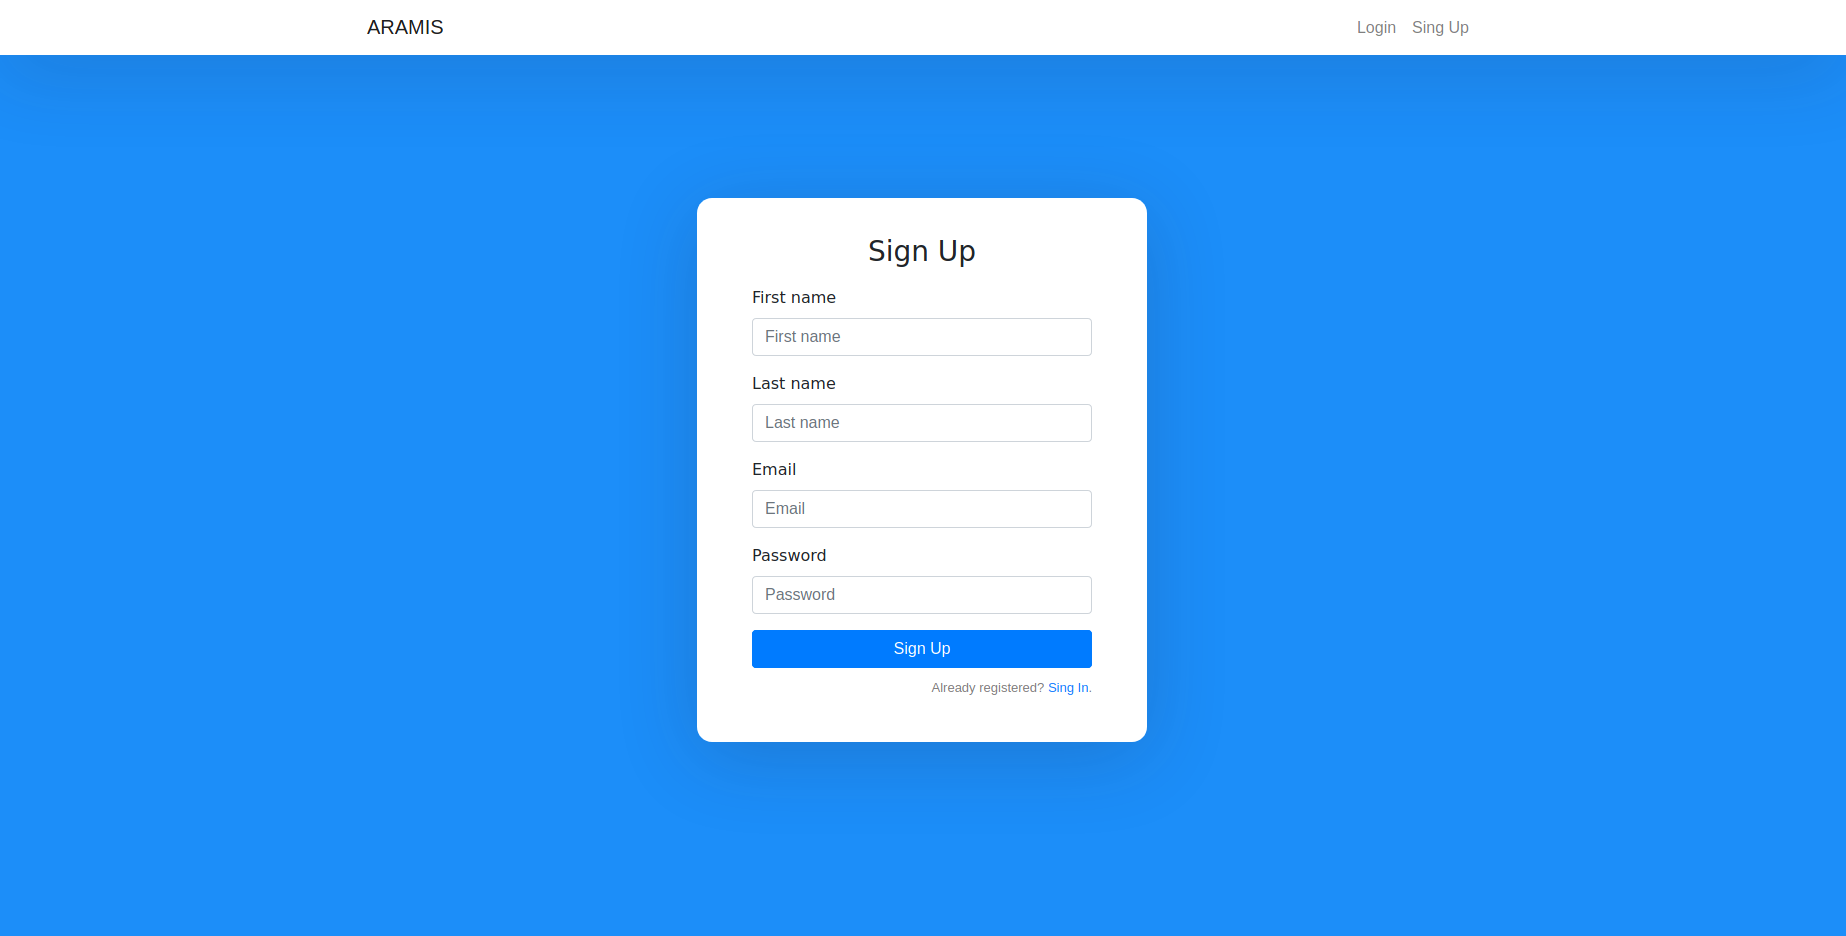 ARAMIS
Login Sing Up
Sign Up
First name
First name
Last name
Last name
Email
Email
Password
Password
Sign Up
Already registered? Sing In.